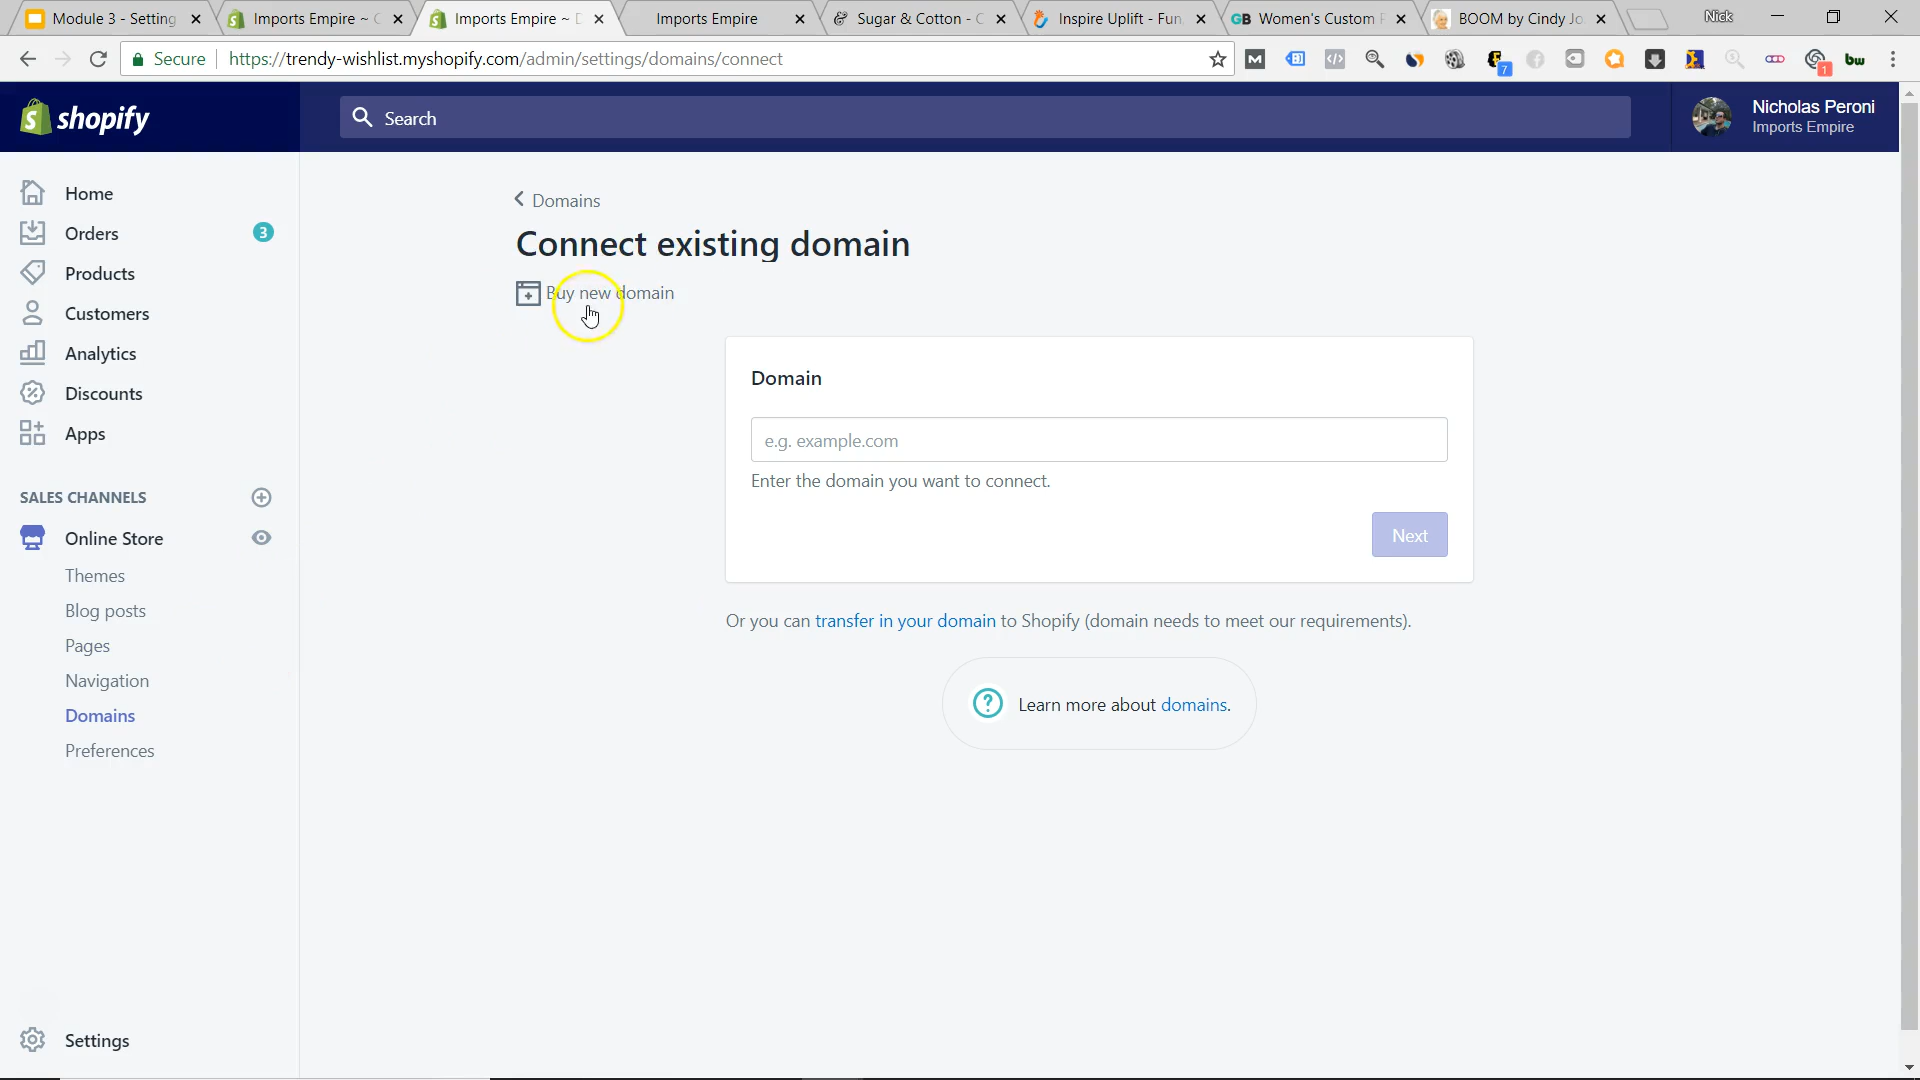 Module 3 - Setting
Imports Empire ~ C
Imports Empire ~ D
Imports Empire
Sugar & Cotton - C
Inspire Uplift - Fun,
Women's Custom
BOOM by Cindy Jo
Nick
Secure
https://trendy-wishlist.myshopify.com/admin/settings/domains/connect
7
1
bw
shopify
Search
Nicholas Peroni
Imports Empire
Home
Orders
3
Products
Customers
Analytics
Discounts
Apps
SALES CHANNELS
Online Store
Themes
Blog posts
Pages
Navigation
Domains
Preferences
Settings
Domains
Connect existing domain
Buy new domain
Domain
e.g. example.com
Enter the domain you want to connect.
Next
Or you can transfer in your domain to Shopify (domain needs to meet our requirements).
Learn more about domains.